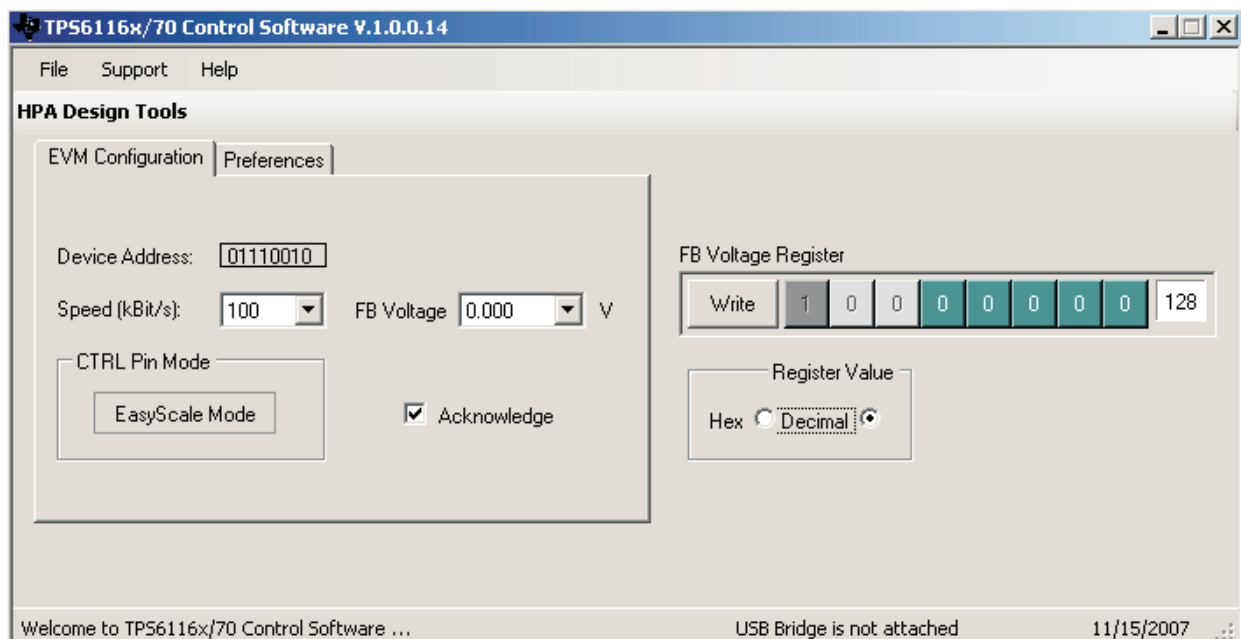 TPS6116x/70 Control Software V.1.0.0.14
File Support Help
HPA Design Tools
EVM Configuration Preferences
Device Address: 01110010
Speed (kBit/s): 100 FB Voltage 0.000 V
CTRL Pin Mode
EasyScale Mode
Acknowledge
FB Voltage Register
Write 1 0 0 0 0 0 0 0 128
Register Value
Hex Decimal
Welcome to TPS6116x/70 Control Software ... USB Bridge is not attached 11/15/2007